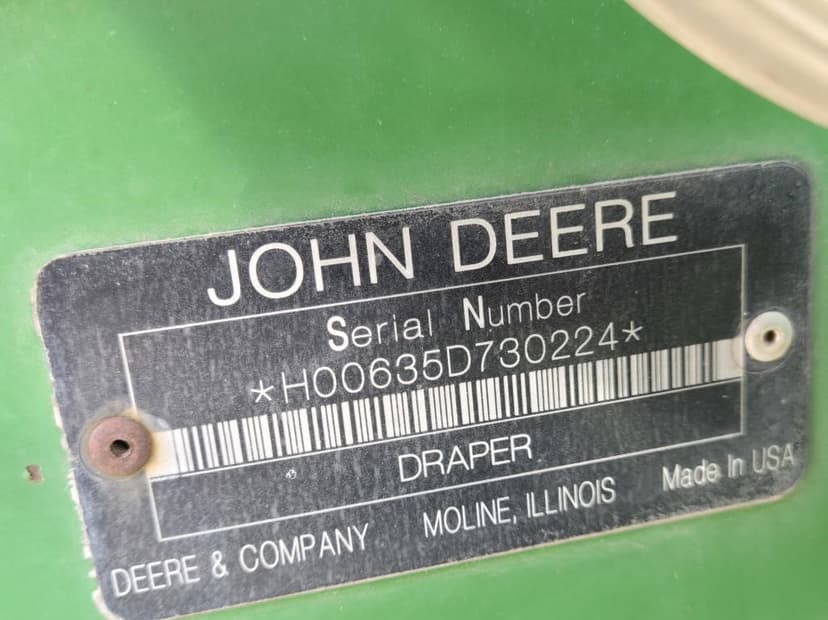 JOHN DEERE
Serial Number
*H00635D730224*
DRAPER
DEERE & COMPANY MOLINE, ILLINOIS Made In USA